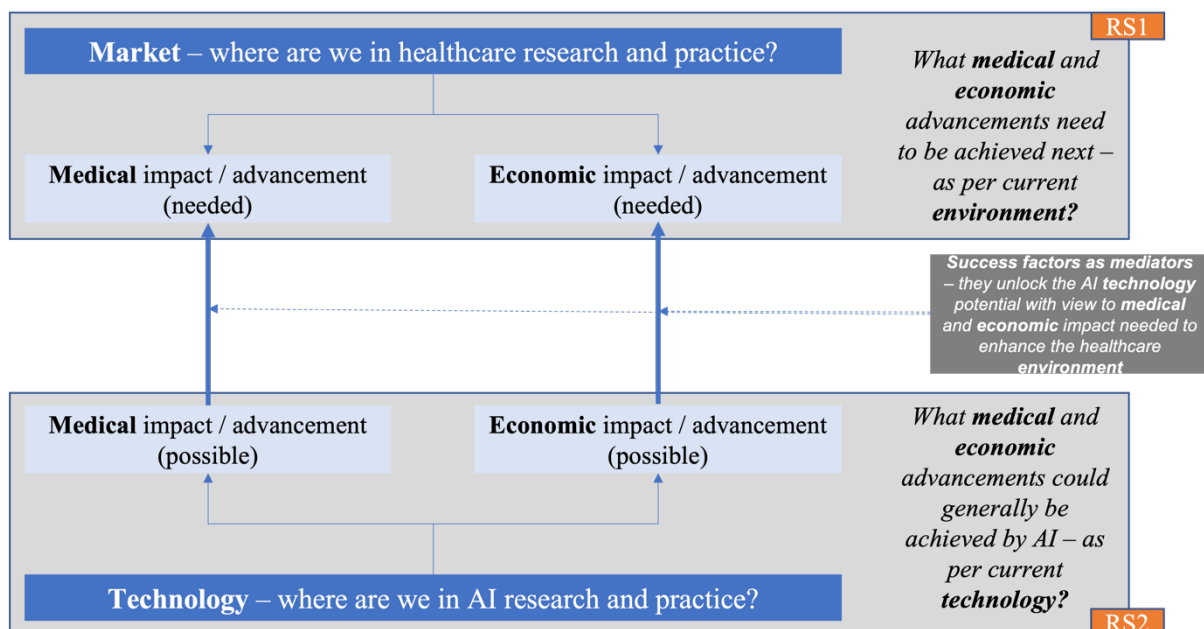 RS1
Market – where are we in healthcare research and practice?
What medical and
economic
advancements need
to be achieved next –
as per current
environment?
Medical impact / advancement
(needed)
Economic impact / advancement
(needed)
Success factors as mediators
– they unlock the AI technology
potential with view to medical
and economic impact needed to
enhance the healthcare
environment
Medical impact / advancement
(possible)
Economic impact / advancement
(possible)
What medical and
economic
advancements could
generally be
achieved by AI – as
per current
technology?
Technology – where are we in AI research and practice?
RS2